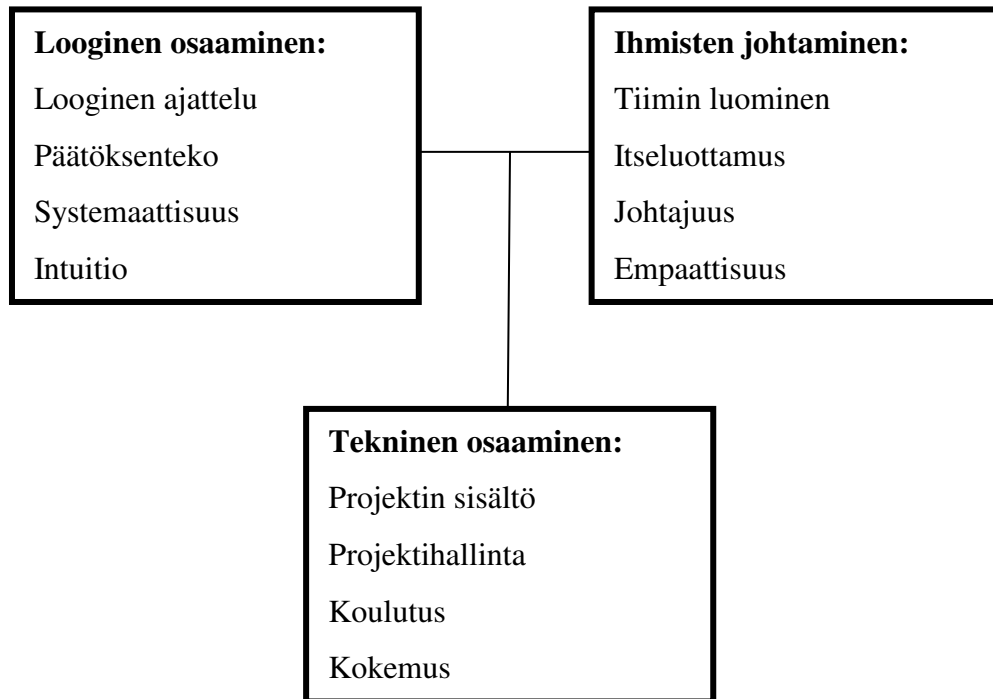 Looginen osaaminen:
Looginen ajattelu
Päätöksenteko
Systemaattisuus
Intuitio
Ihmisten johtaminen:
Tiimin luominen
Itseluottamus
Johtajuus
Empaattisuus
Tekninen osaaminen:
Projektin sisältö
Projektihallinta
Koulutus
Kokemus